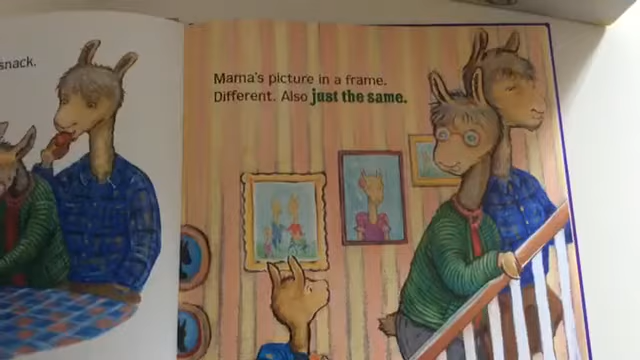 snack.
Mama's picture in a frame.
Different. Also just the same.